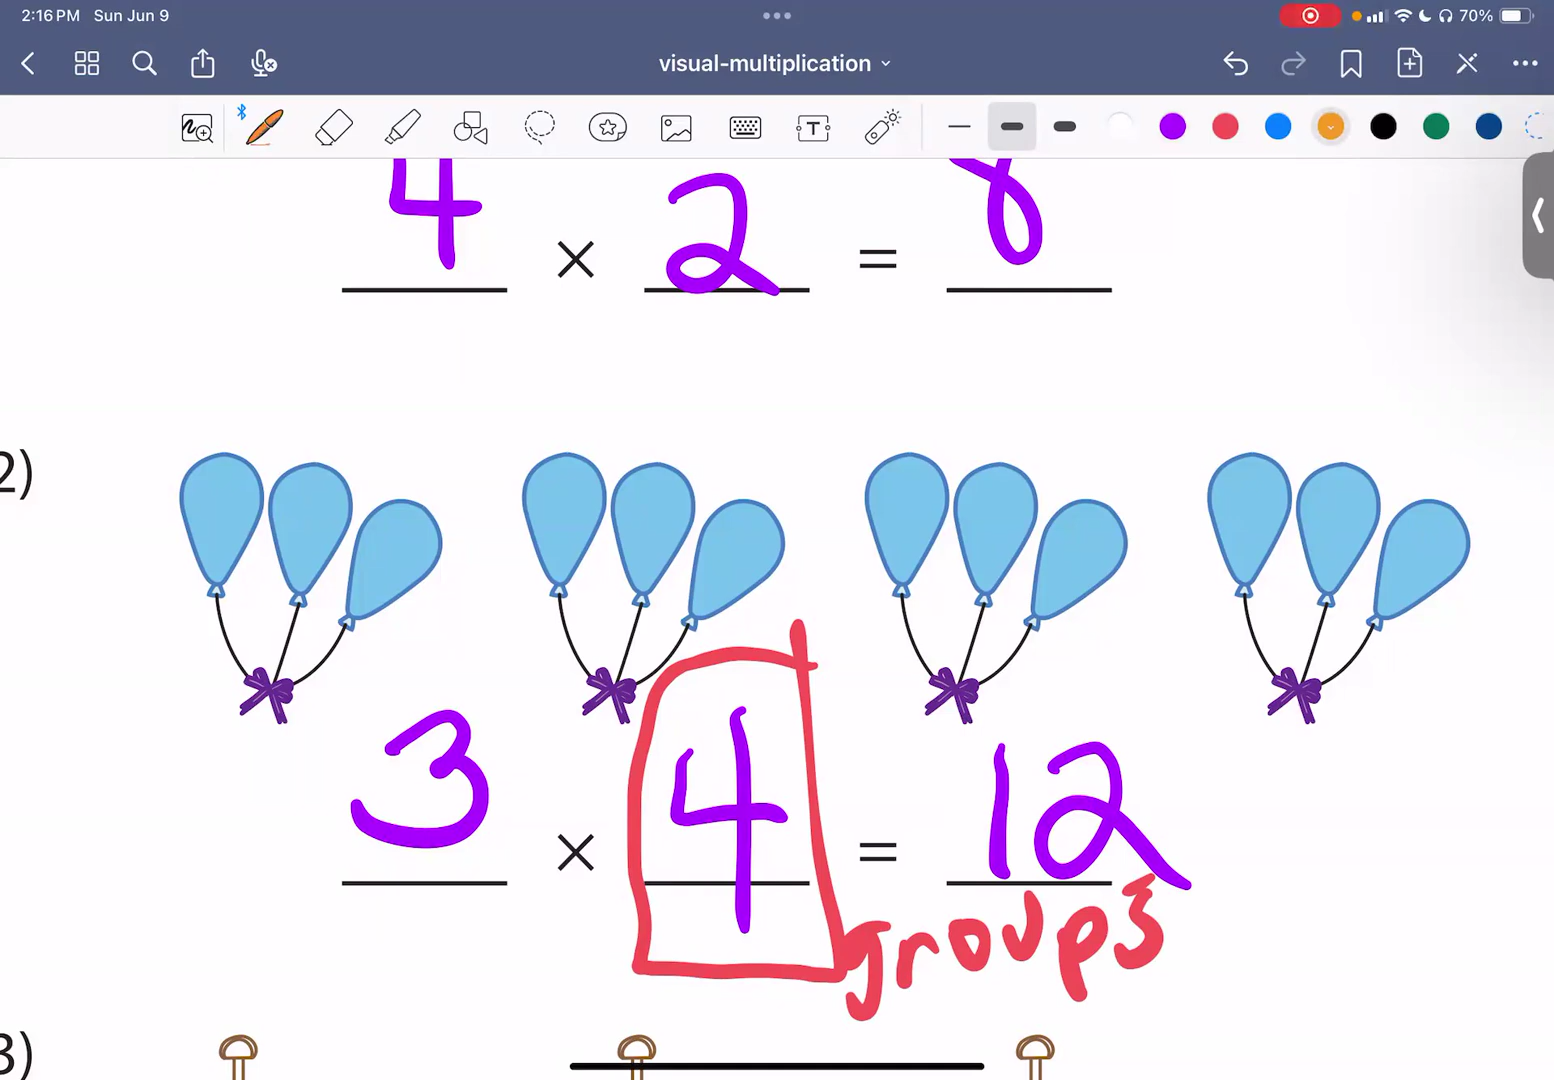 2:16 PM Sun Jun 9
70%
visual-multiplication
4 × 2 = 8
2)
3 × 4 = 12
groups
3)